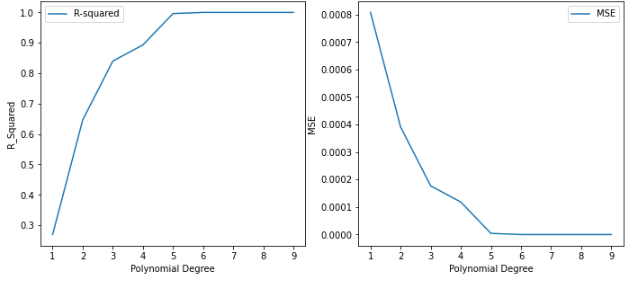 R-squared
1.0
0.9
0.8
0.7
0.6
0.5
0.4
0.3
R_Squared
1 2 3 4 5 6 7 8 9
Polynomial Degree
MSE
0.0008
0.0007
0.0006
0.0005
0.0004
0.0003
0.0002
0.0001
0.0000
MSE
1 2 3 4 5 6 7 8 9
Polynomial Degree